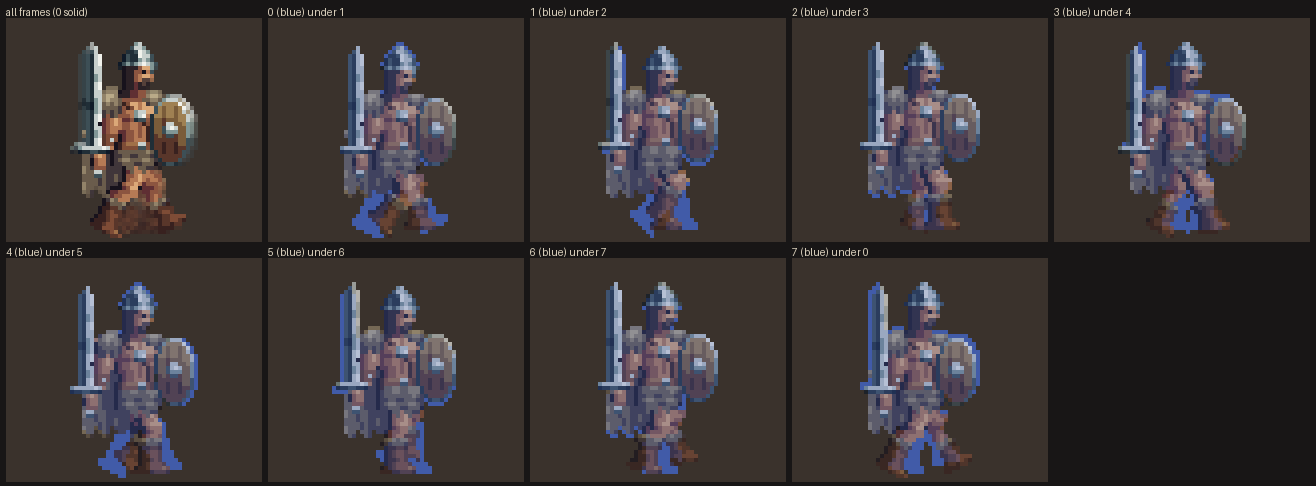 all frames (0 solid)
0 (blue) under 1
1 (blue) under 2
2 (blue) under 3
3 (blue) under 4
4 (blue) under 5
5 (blue) under 6
6 (blue) under 7
7 (blue) under 0